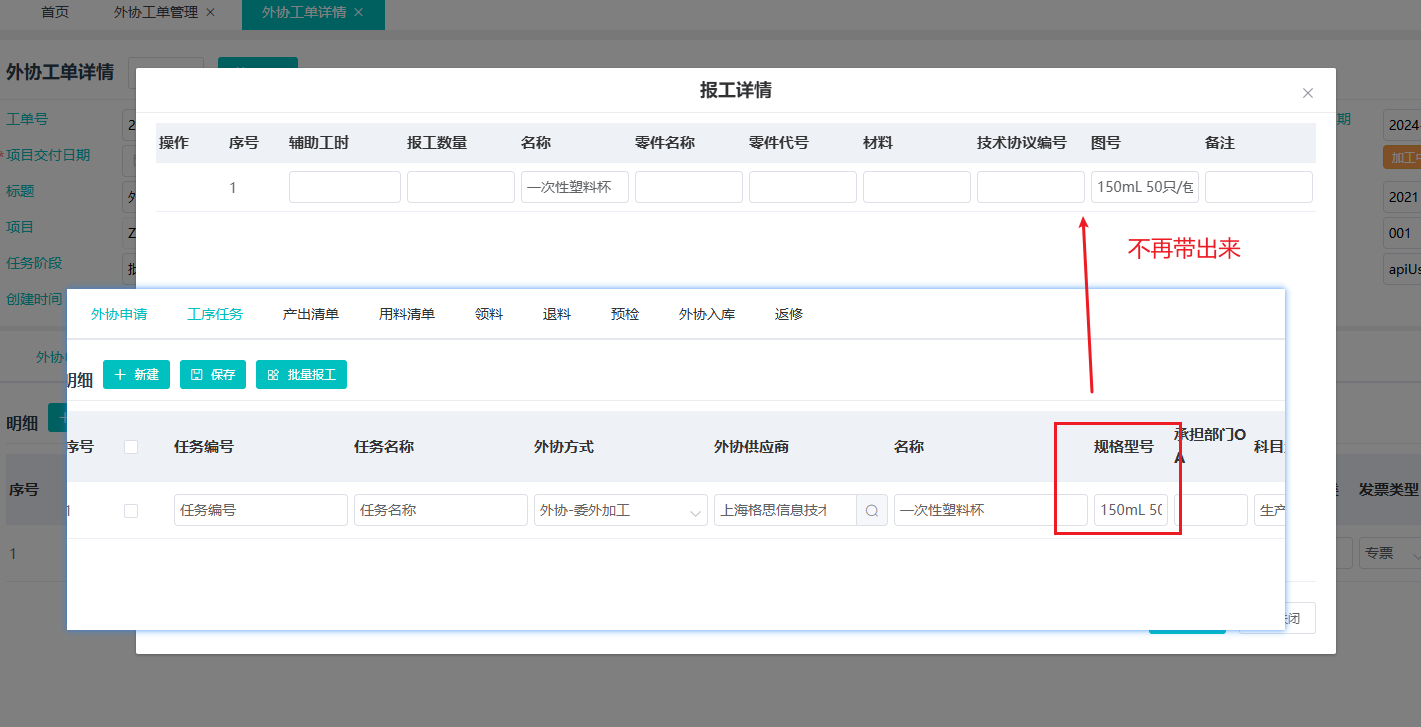 首页 外协工单管理 × 外协工单详情 ×
外协工单详情
报工详情
工单号
*项目交付日期
标题
项目
任务阶段
创建时间
操作 序号 辅助工时 报工数量 名称 零件名称 零件代号 材料 技术协议编号 图号 备注
1 一次性塑料杯 150mL 50只/包
不再带出来
期 2024
加工中
2021
001
apiUs
外协申请 工序任务 产出清单 用料清单 领料 退料 预检 外协入库 返修
外协
明细 + 新建 保存 批量报工
明细
序号 任务编号 任务名称 外协方式 外协供应商 名称 规格型号 承担部门O
A 科目
1 任务编号 任务名称 外协-委外加工 上海格思信息技才 一次性塑料杯 150mL 50 生产
序号 发票类型
1 专票
闭